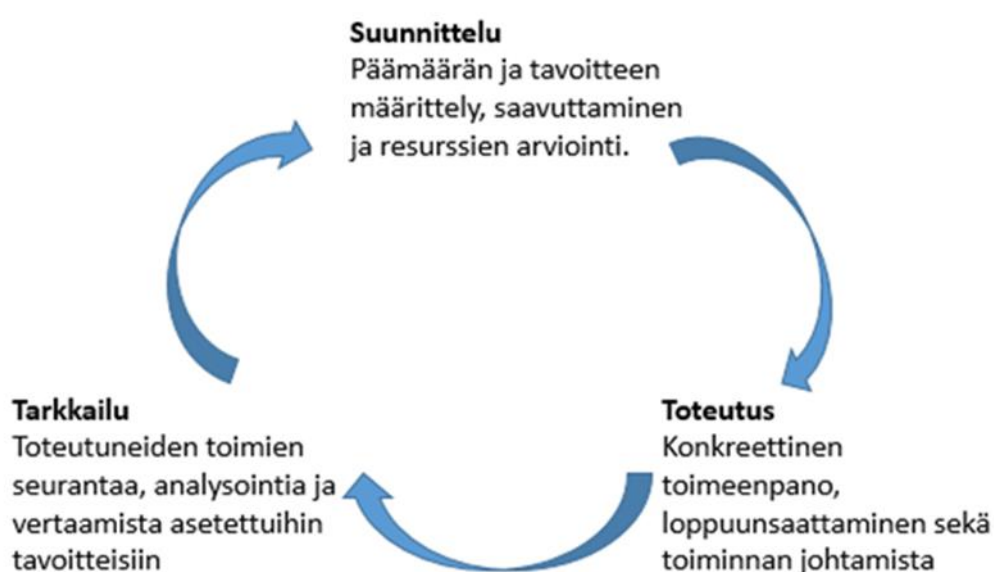 Suunnittelu
Päämäärän ja tavoitteen
määrittely, saavuttaminen
ja resurssien arviointi.
Toteutus
Konkreettinen
toimeenpano,
loppuunsaattaminen sekä
toiminnan johtamista
Tarkkailu
Toteutuneiden toimien
seurantaa, analysointia ja
vertaamista asetettuihin
tavoitteisiin